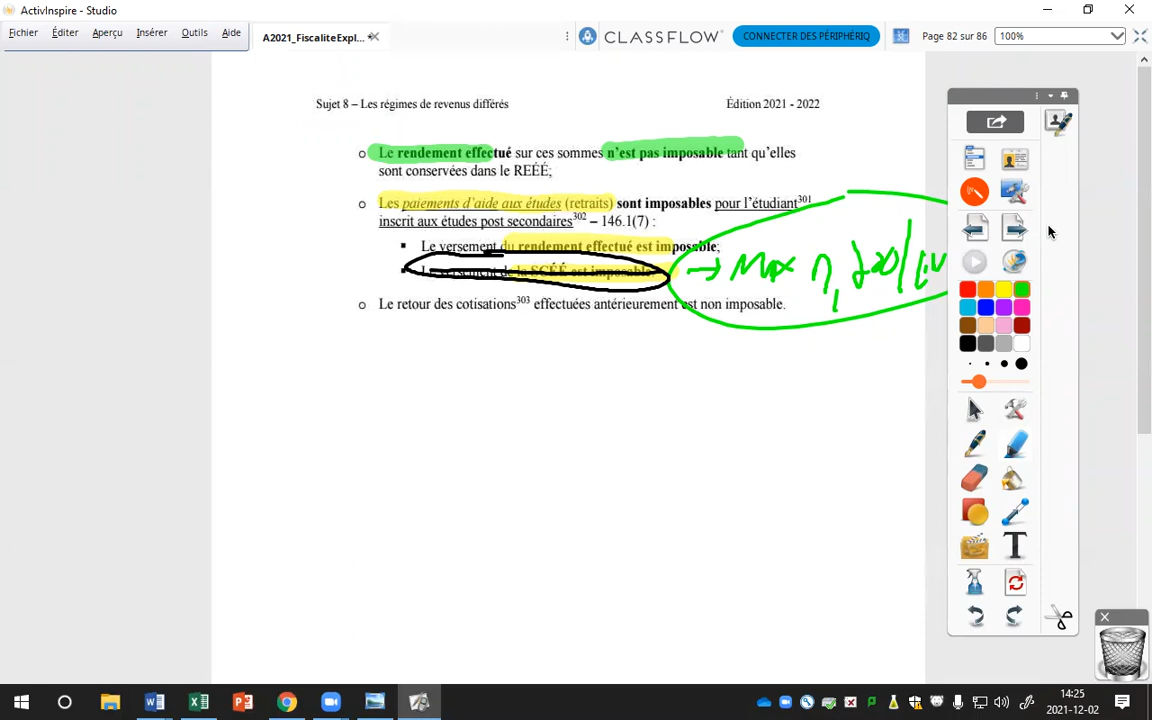 ActivInspire - Studio
Fichier Éditer Aperçu Insérer Outils Aide
A2021_FiscaliteExpl...
CLASSFLOW
CONNECTER DES PÉRIPHÉRIQ
Page 82 sur 86
100%
Sujet 8 – Les régimes de revenus différés Édition 2021 - 2022
o Le rendement effectué sur ces sommes n'est pas imposable tant qu'elles
sont conservées dans le REÉÉ;
o Les paiements d'aide aux études (retraits) sont imposables pour l'étudiant301
inscrit aux études post secondaires302 – 146.1(7) :
▪ Le versement du rendement effectué est imposable;
▪ la SCÉÉ est imposable
→ Max
o Le retour des cotisations303 effectuées antérieurement est non imposable.
14:25
2021-12-02